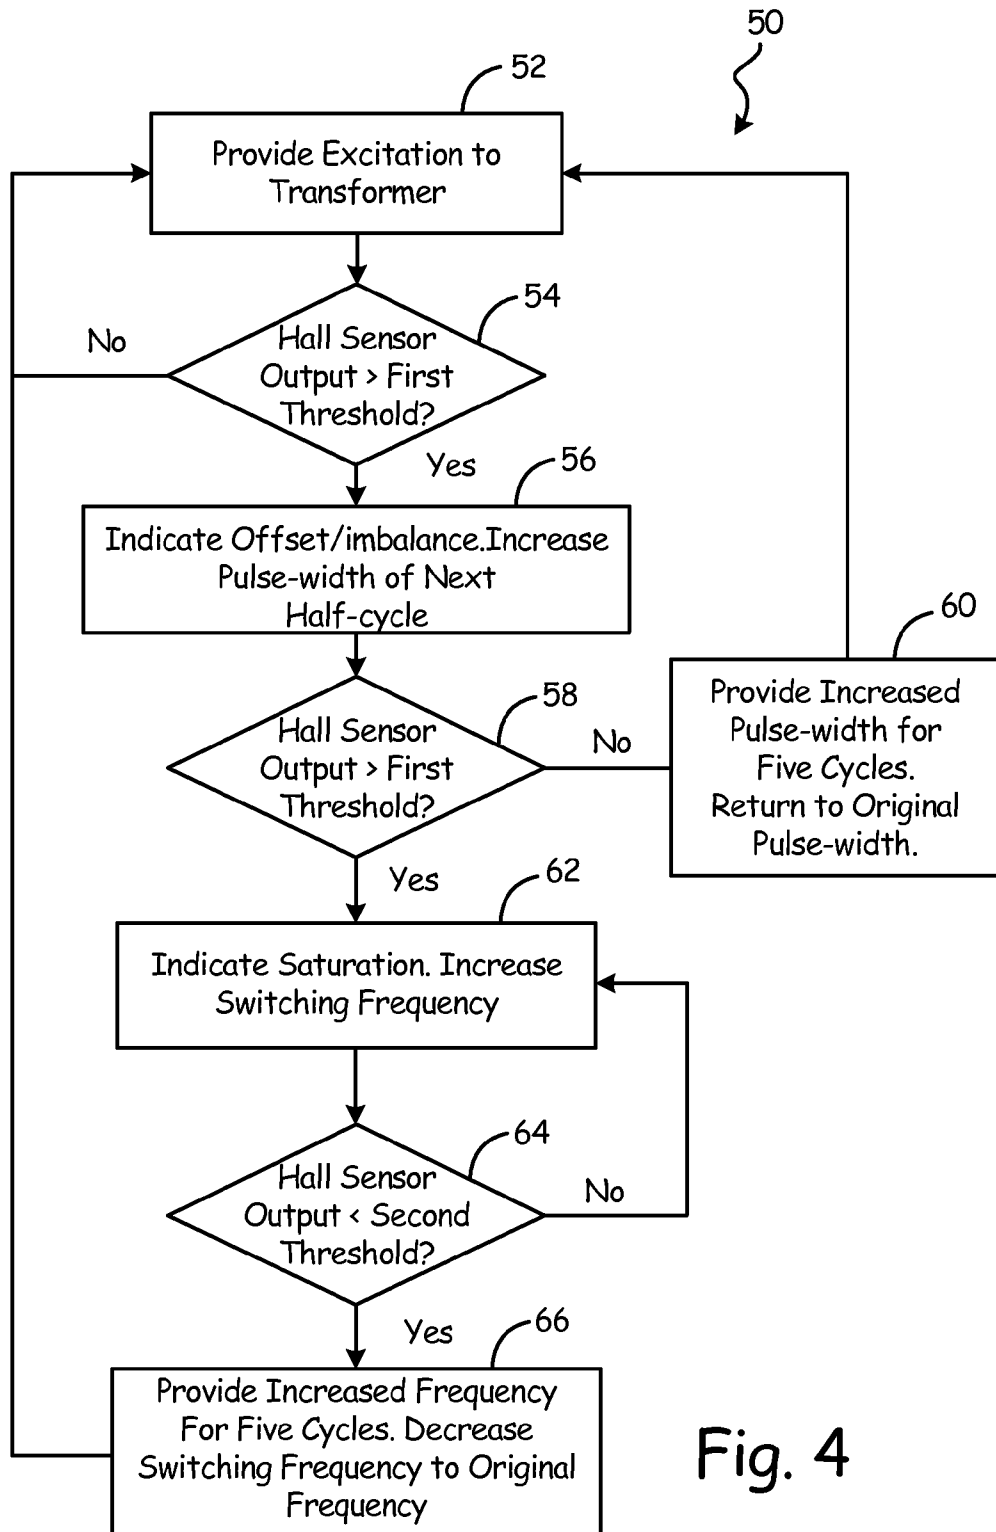 50
52
Provide Excitation to
Transformer
54
No
Hall Sensor
Output > First
Threshold?
Yes
56
Indicate Offset/imbalance.Increase
Pulse-width of Next
Half-cycle
60
58
Hall Sensor
Output > First
Threshold?
No
Provide Increased
Pulse-width for
Five Cycles.
Return to Original
Pulse-width.
Yes
62
Indicate Saturation. Increase
Switching Frequency
64
Hall Sensor
Output < Second
Threshold?
No
Yes
66
Provide Increased Frequency
For Five Cycles. Decrease
Switching Frequency to Original
Frequency
Fig. 4